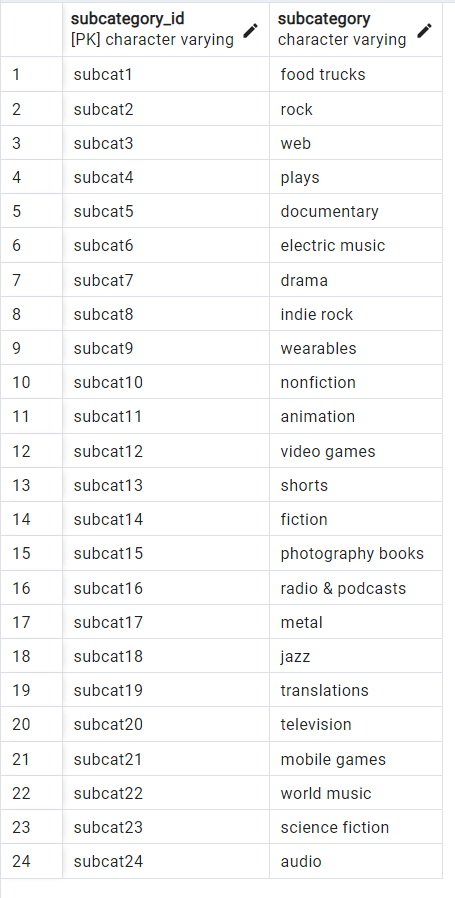 subcategory_id subcategory
[PK] character varying character varying
1 subcat1 food trucks
2 subcat2 rock
3 subcat3 web
4 subcat4 plays
5 subcat5 documentary
6 subcat6 electric music
7 subcat7 drama
8 subcat8 indie rock
9 subcat9 wearables
10 subcat10 nonfiction
11 subcat11 animation
12 subcat12 video games
13 subcat13 shorts
14 subcat14 fiction
15 subcat15 photography books
16 subcat16 radio & podcasts
17 subcat17 metal
18 subcat18 jazz
19 subcat19 translations
20 subcat20 television
21 subcat21 mobile games
22 subcat22 world music
23 subcat23 science fiction
24 subcat24 audio